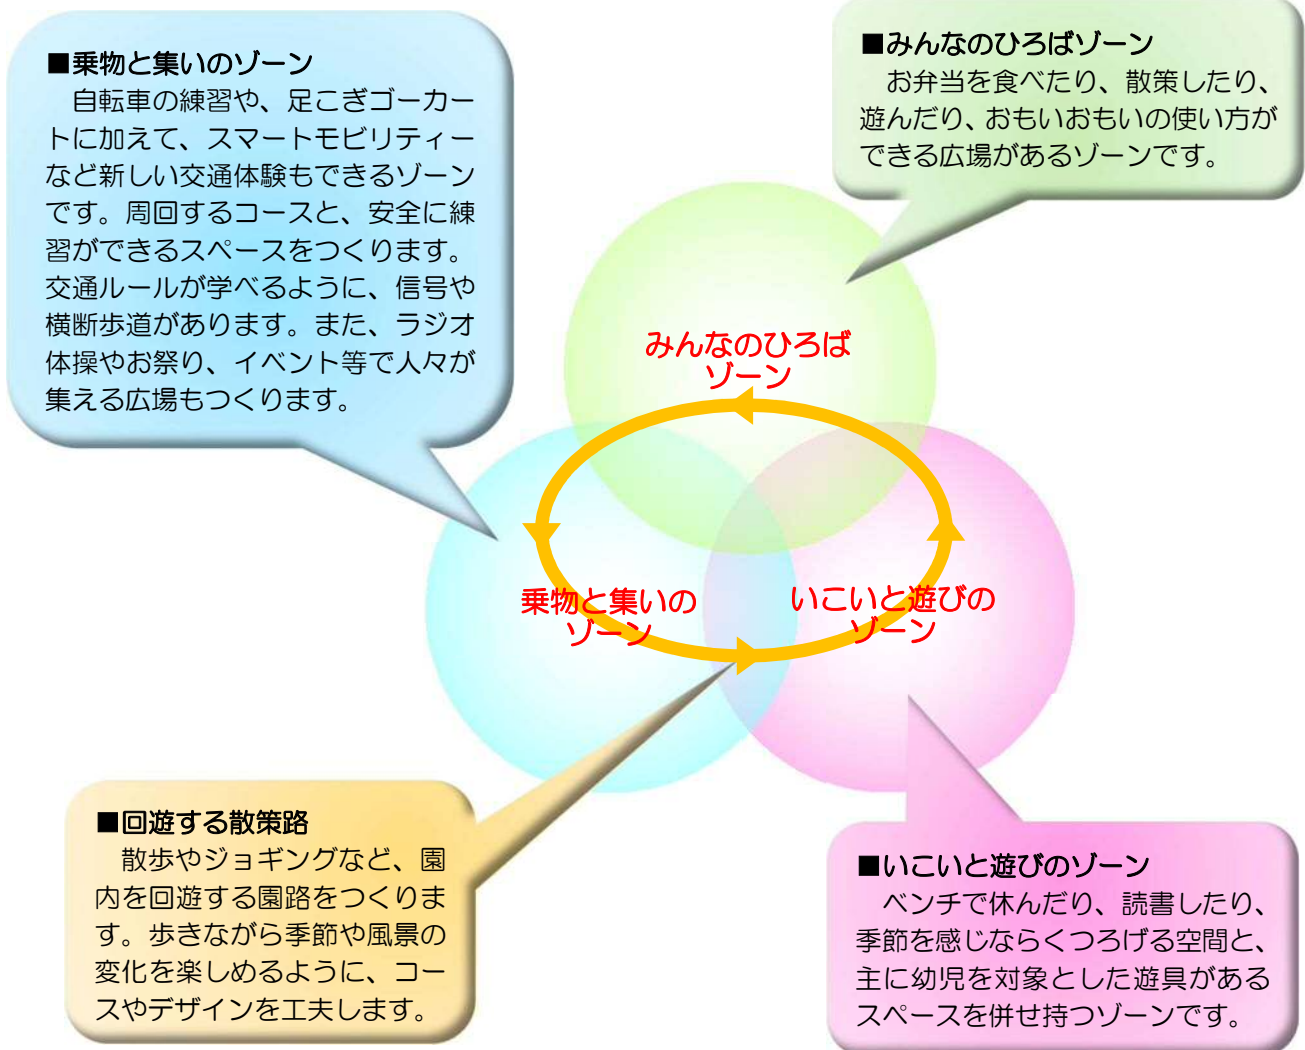 ■乗物と集いのゾーン
自転車の練習や、足こぎゴーカー
トに加えて、スマートモビリティー
など新しい交通体験もできるゾーン
です。周回するコースと、安全に練
習ができるスペースをつくります。
交通ルールが学べるように、信号や
横断歩道があります。また、ラジオ
体操やお祭り、イベント等で人々が
集える広場もつくります。
■みんなのひろばゾーン
お弁当を食べたり、散策したり、
遊んだり、おもいおもいの使い方が
できる広場があるゾーンです。
みんなのひろば
ゾーン
乗物と集いの
ゾーン
いこいと遊びの
ゾーン
■回遊する散策路
散歩やジョギングなど、園
内を回遊する園路をつくりま
す。歩きながら季節や風景の
変化を楽しめるように、コー
スやデザインを工夫します。
■いこいと遊びのゾーン
ベンチで休んだり、読書したり、
季節を感じならくつろげる空間と、
主に幼児を対象とした遊具がある
スペースを併せ持つゾーンです。